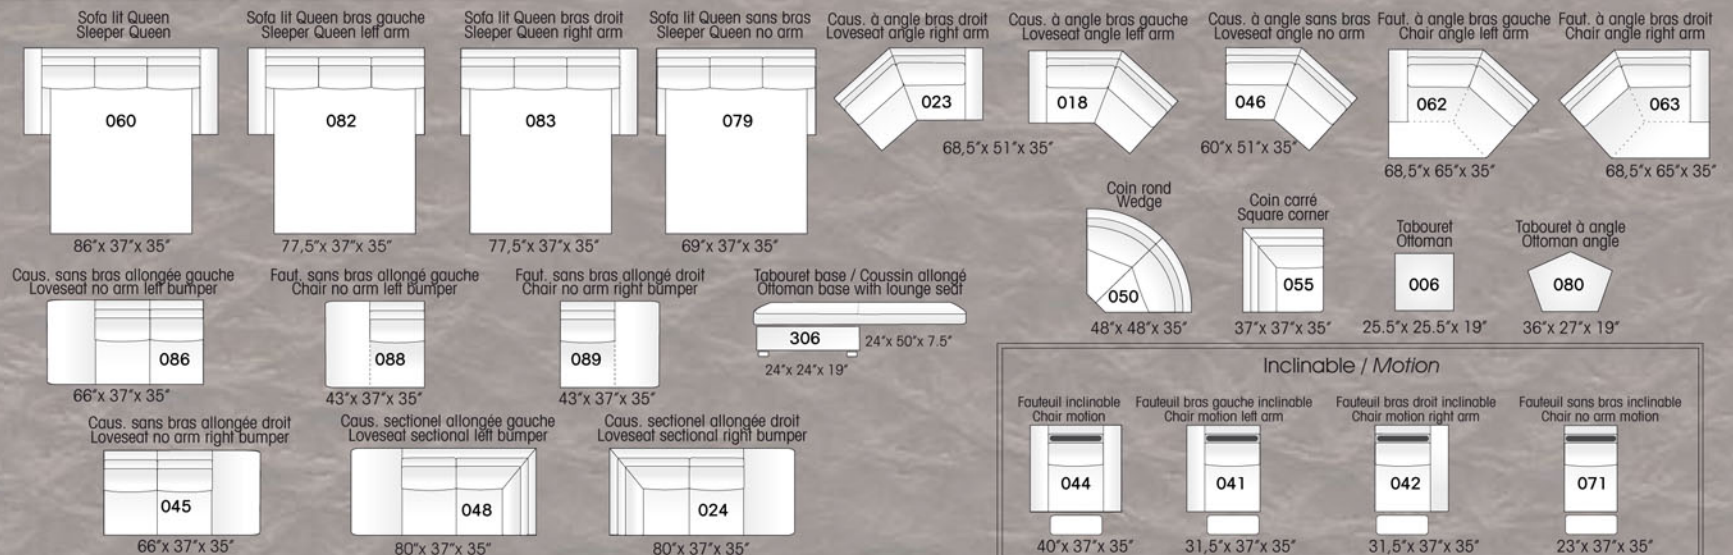 Sofa lit Queen
Sleeper Queen
060
86"x 37"x 35"
Sofa lit Queen bras gauche
Sleeper Queen left arm
082
77,5"x 37"x 35"
Sofa lit Queen bras droit
Sleeper Queen right arm
083
77,5"x 37"x 35"
Sofa lit Queen sans bras
Sleeper Queen no arm
079
69"x 37"x 35"
Caus. à angle bras droit
Loveseat angle right arm
023
Caus. à angle bras gauche
Loveseat angle left arm
018
68,5"x 51"x 35"
Caus. à angle sans bras
Loveseat angle no arm
046
60"x 51"x 35"
Faut. à angle bras gauche
Chair angle left arm
062
68,5"x 65"x 35"
Faut. à angle bras droit
Chair angle right arm
063
68,5"x 65"x 35"
Caus. sans bras allongée gauche
Loveseat no arm left bumper
086
66"x 37"x 35"
Faut. sans bras allongé gauche
Chair no arm left bumper
088
43"x 37"x 35"
Faut. sans bras allongé droit
Chair no arm right bumper
089
43"x 37"x 35"
Tabouret base / Coussin allongé
Ottoman base with lounge seat
306
24"x 50"x 7.5"
24"x 24"x 19"
Coin rond
Wedge
050
48"x 48"x 35"
Coin carré
Square corner
055
37"x 37"x 35"
Tabouret
Ottoman
006
25.5"x 25.5"x 19"
Tabouret à angle
Ottoman angle
080
36"x 27"x 19"
Caus. sans bras allongée droit
Loveseat no arm right bumper
045
66"x 37"x 35"
Caus. sectionel allongée gauche
Loveseat sectional left bumper
048
80"x 37"x 35"
Caus. sectionel allongée droit
Loveseat sectional right bumper
024
80"x 37"x 35"
Inclinable / Motion
Fauteuil inclinable
Chair motion
044
40"x 37"x 35"
Fauteuil bras gauche inclinable
Chair motion left arm
041
31,5"x 37"x 35"
Fauteuil bras droit inclinable
Chair motion right arm
042
31,5"x 37"x 35"
Fauteuil sans bras inclinable
Chair no arm motion
071
23"x 37"x 35"